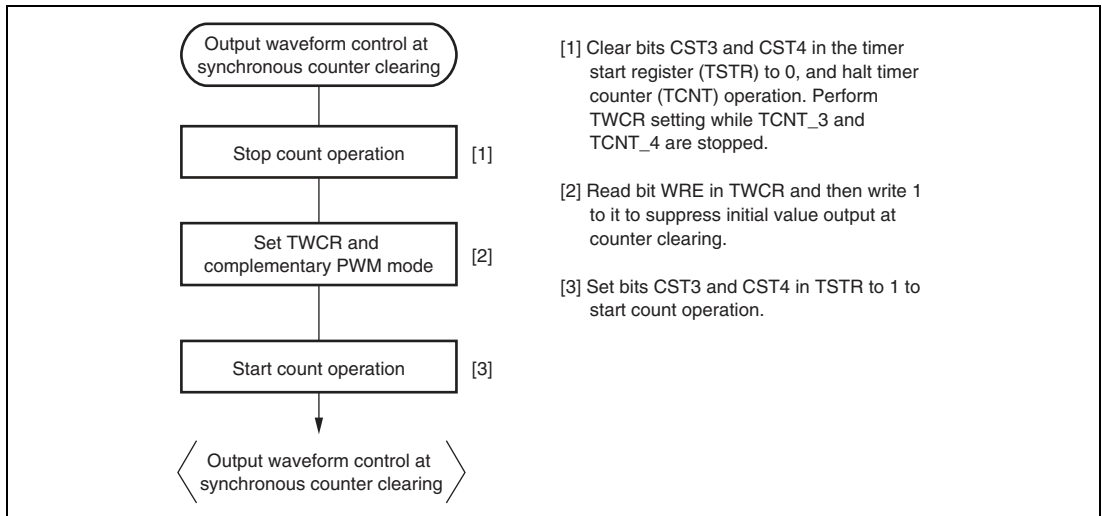 Output waveform control at
synchronous counter clearing
Stop count operation
[1]
Set TWCR and
complementary PWM mode
[2]
Start count operation
[3]
Output waveform control at
synchronous counter clearing
[1] Clear bits CST3 and CST4 in the timer
start register (TSTR) to 0, and halt timer
counter (TCNT) operation. Perform
TWCR setting while TCNT_3 and
TCNT_4 are stopped.
[2] Read bit WRE in TWCR and then write 1
to it to suppress initial value output at
counter clearing.
[3] Set bits CST3 and CST4 in TSTR to 1 to
start count operation.